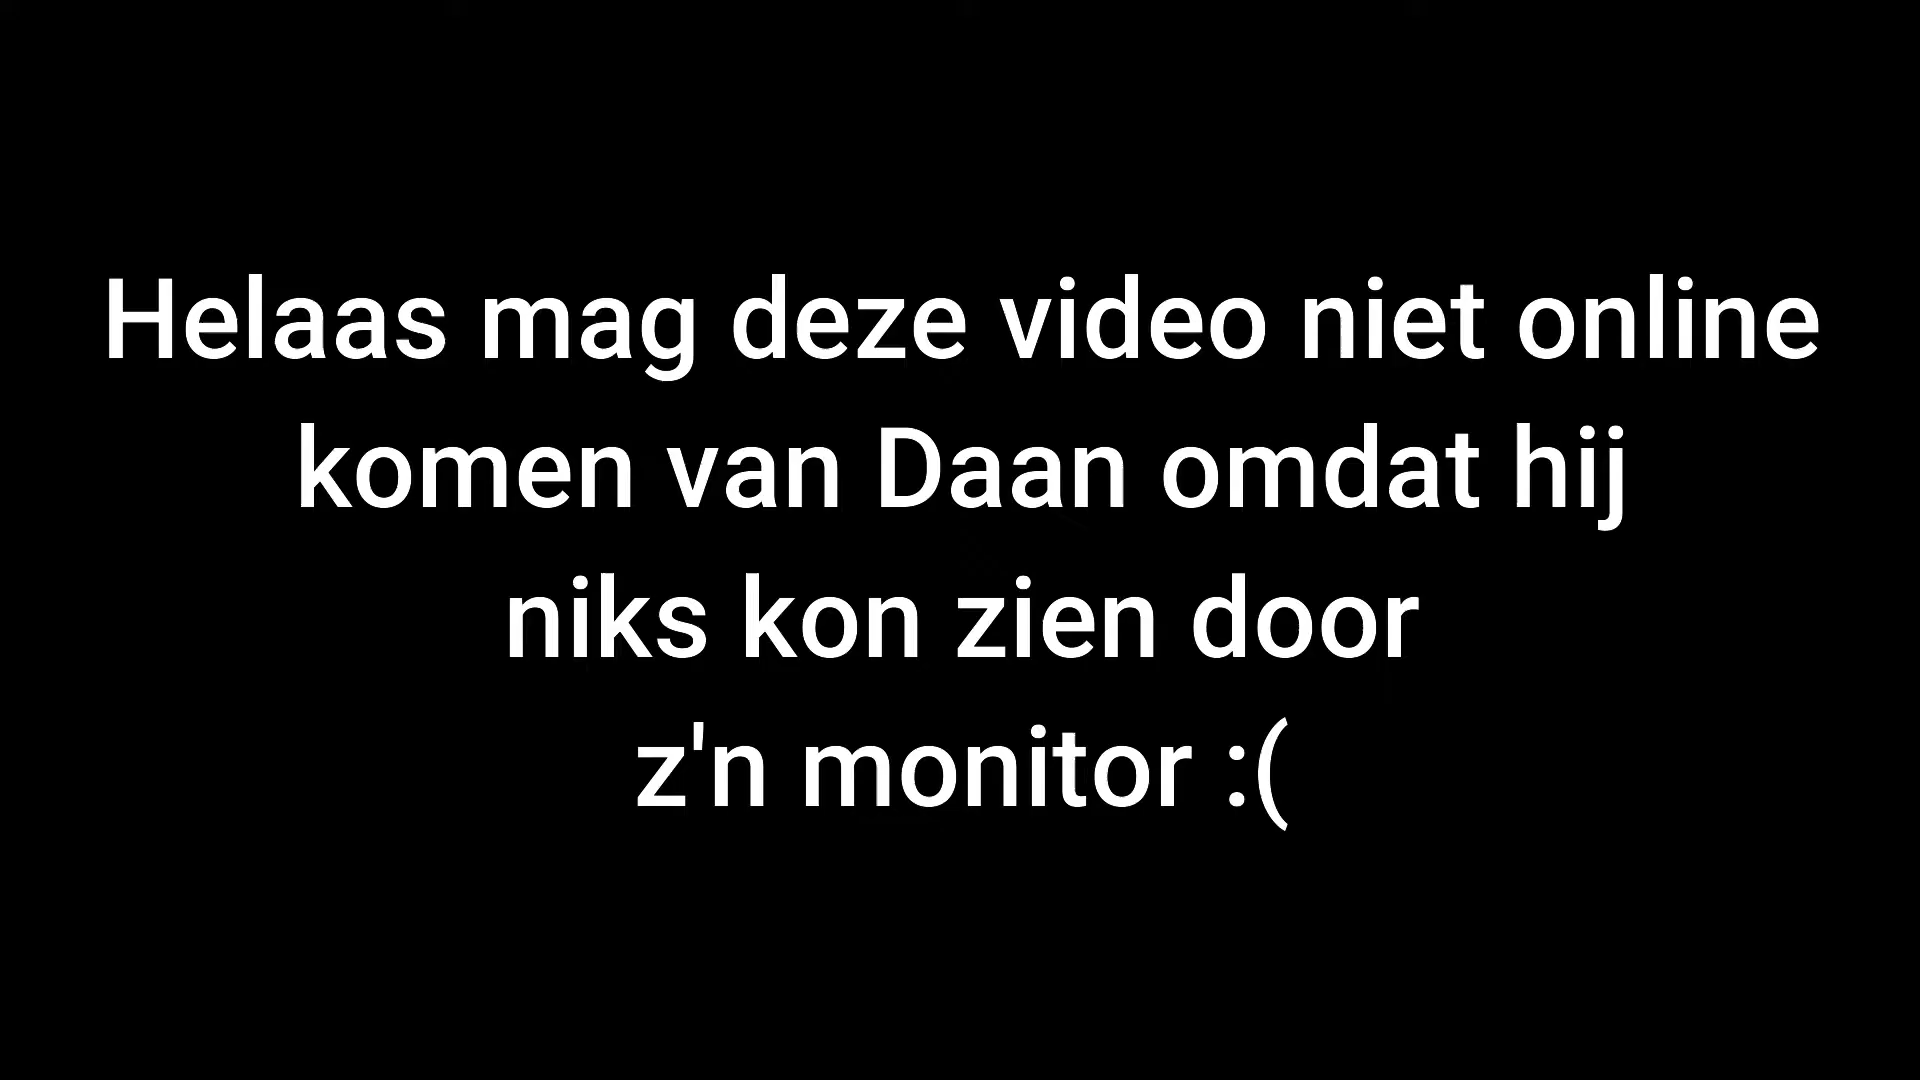 Helaas mag deze video niet online
komen van Daan omdat hij
niks kon zien door
z'n monitor :(